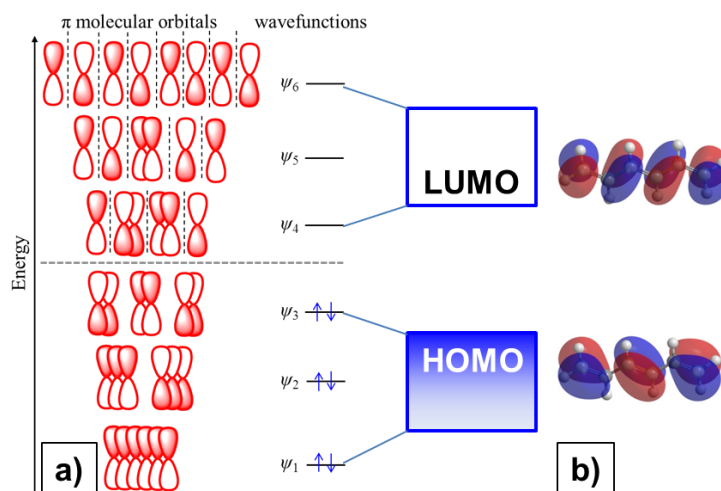 π molecular orbitals
wavefunctions
Energy
ψ6
ψ5
ψ4
ψ3
ψ2
ψ1
LUMO
HOMO
a)
b)